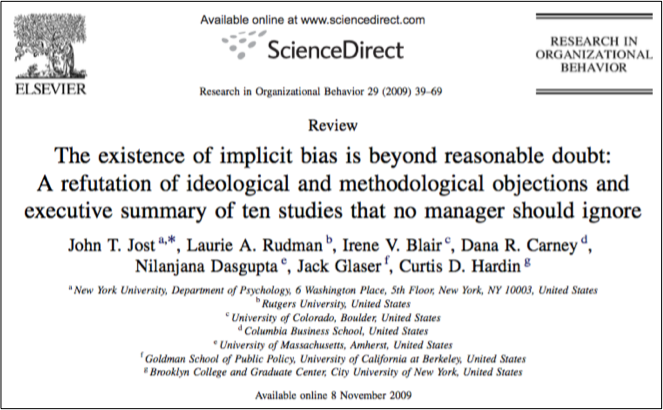 Available online at www.sciencedirect.com
ScienceDirect
ELSEVIER
Research in Organizational Behavior 29 (2009) 39–69
RESEARCH IN
ORGANIZATIONAL
BEHAVIOR
Review
The existence of implicit bias is beyond reasonable doubt:
A refutation of ideological and methodological objections and
executive summary of ten studies that no manager should ignore
John T. Jost a,*, Laurie A. Rudman b, Irene V. Blair c, Dana R. Carney d,
Nilanjana Dasgupta e, Jack Glaser f, Curtis D. Hardin g
a New York University, Department of Psychology, 6 Washington Place, 5th Floor, New York, NY 10003, United States
b Rutgers University, United States
c University of Colorado, Boulder, United States
d Columbia Business School, United States
e University of Massachusetts, Amherst, United States
f Goldman School of Public Policy, University of California at Berkeley, United States
g Brooklyn College and Graduate Center, City University of New York, United States
Available online 8 November 2009